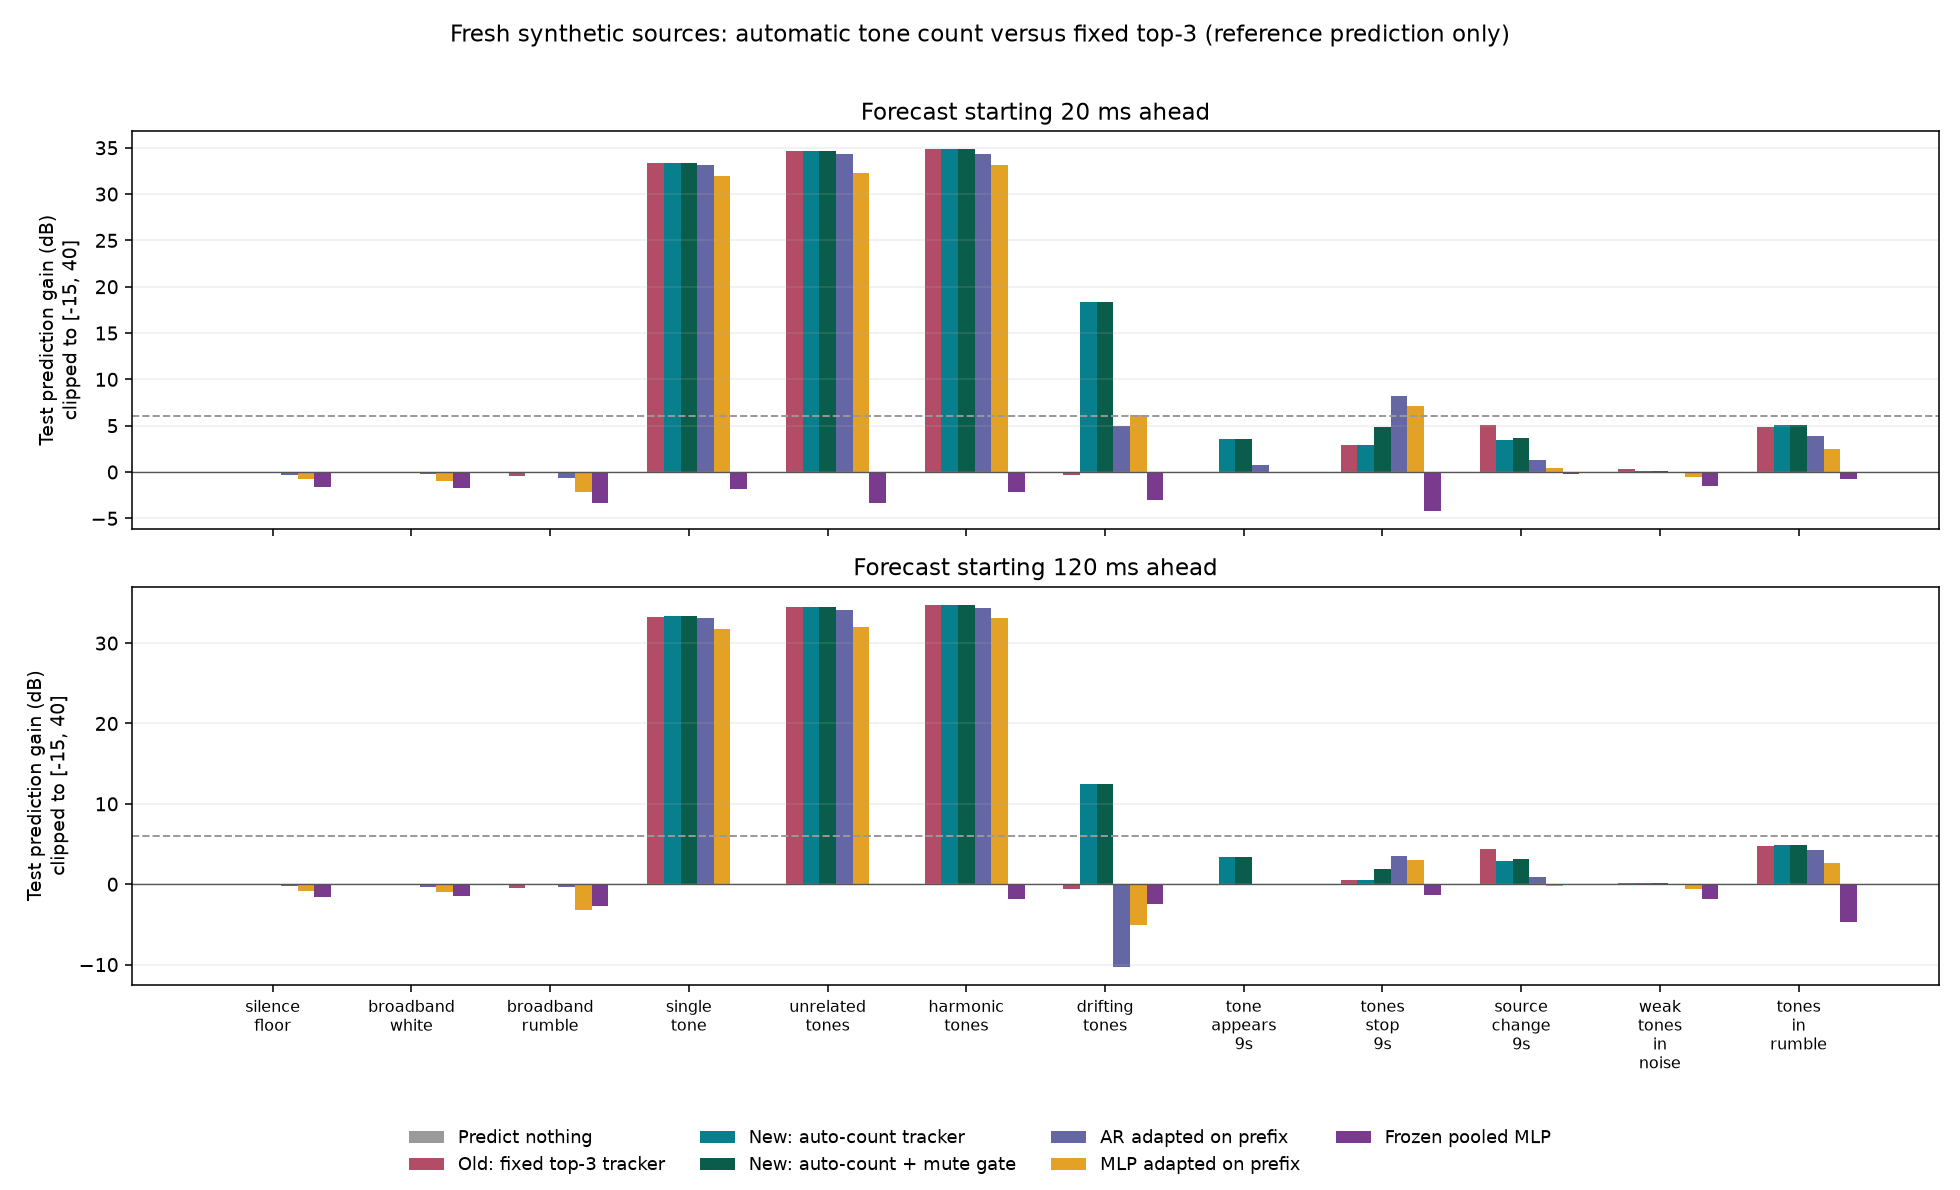 Fresh synthetic sources: automatic tone count versus fixed top-3 (reference prediction only)
Forecast starting 20 ms ahead
Test prediction gain (dB)
clipped to [-15, 40]
35
30
25
20
15
10
5
0
−5
Forecast starting 120 ms ahead
Test prediction gain (dB)
clipped to [-15, 40]
30
20
10
0
−10
silence
floor
broadband
white
broadband
rumble
single
tone
unrelated
tones
harmonic
tones
drifting
tones
tone
appears
9s
tones
stop
9s
source
change
9s
weak
tones
in
noise
tones
in
rumble
Predict nothing
Old: fixed top-3 tracker
New: auto-count tracker
New: auto-count + mute gate
AR adapted on prefix
MLP adapted on prefix
Frozen pooled MLP